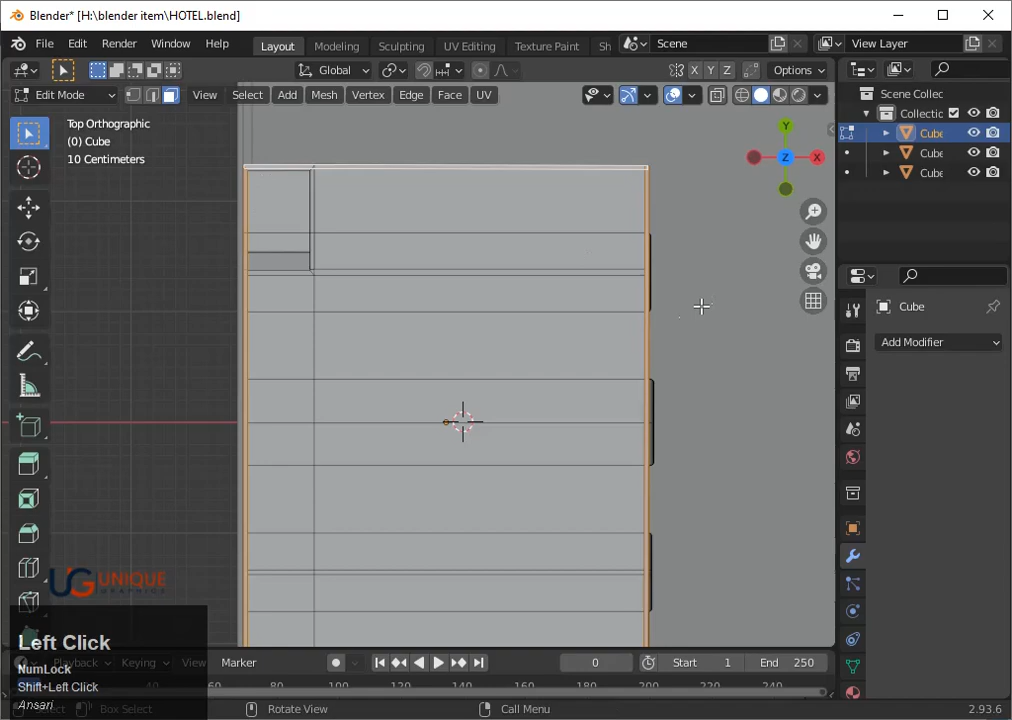 Blender* [H:\blender item\HOTEL.blend]
File Edit Render Window Help
Layout Modeling Sculpting UV Editing Texture Paint Sh
Scene
View Layer
Global
X Y Z
Options
Edit Mode
View Select Add Mesh Vertex Edge Face UV
Scene Collec
Collectic
Cube
Cube
Cube
Top Orthographic
(0) Cube
10 Centimeters
Y
Z
X
Cube
Add Modifier
UG UNIQUE
GRAPHICS
Left Click
NumLock
Shift+Left Click
Ansari
Playback Keying View Marker
0
Start 1
End 250
40 60 80 100 120 140 160 180 200 220 240
Select
Box Select
Rotate View
Call Menu
2.93.6